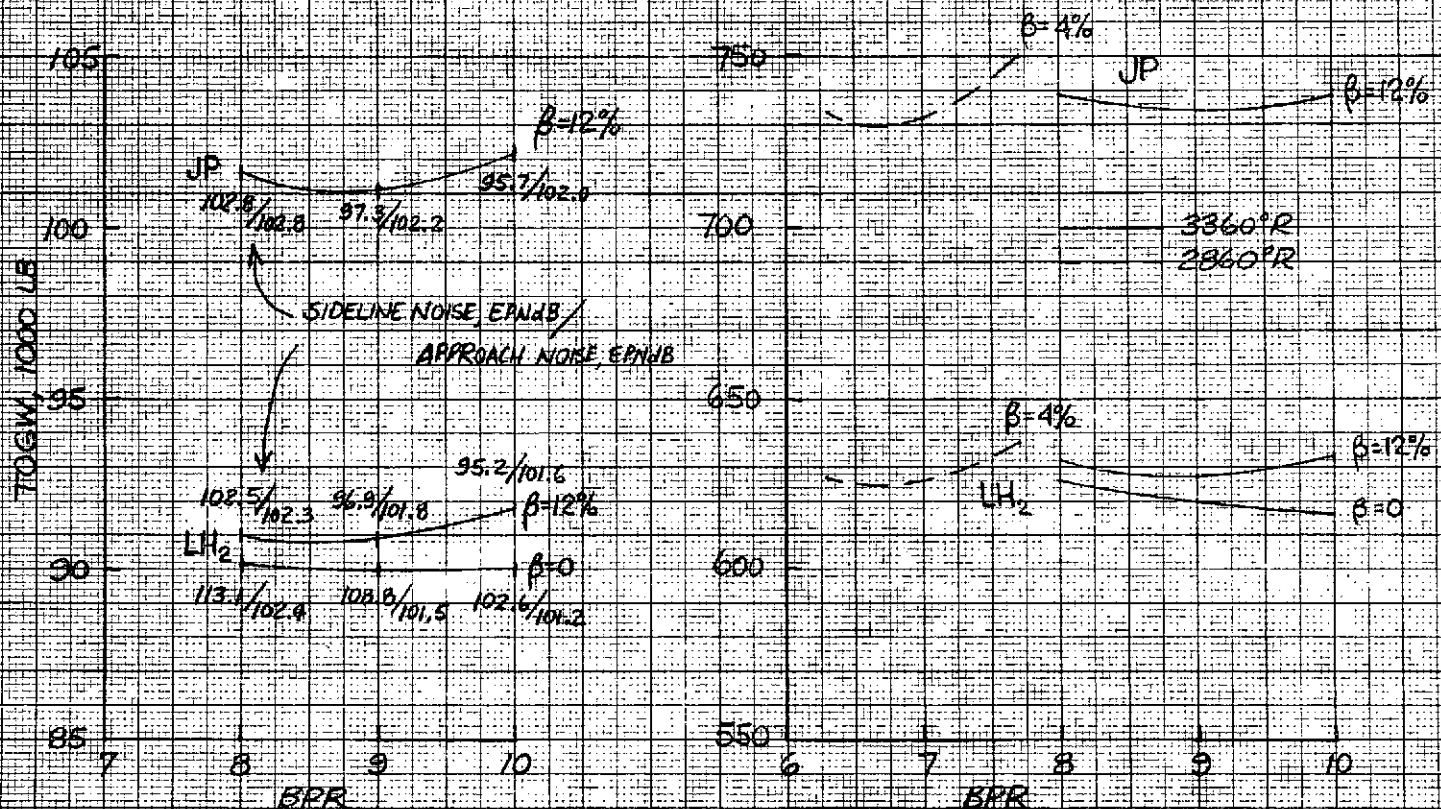 β=4%
105
750
JP
β=12%
β=12%
JP
102.8/102.8
97.3/102.2
95.7/102.0
100
700
3360°R
2860°R
TOGW, 1000 LB
SIDELINE NOISE, EPNdB/
APPROACH NOISE, EPNdB
95
650
β=4%
95.2/101.6
β=12%
102.5/102.3
96.9/101.8
β=12%
LH₂
β=0
LH₂
90
β=0
600
113.1/102.4
108.8/101.5
102.6/101.2
85
550
7
8
9
10
6
7
8
9
10
BPR
BPR